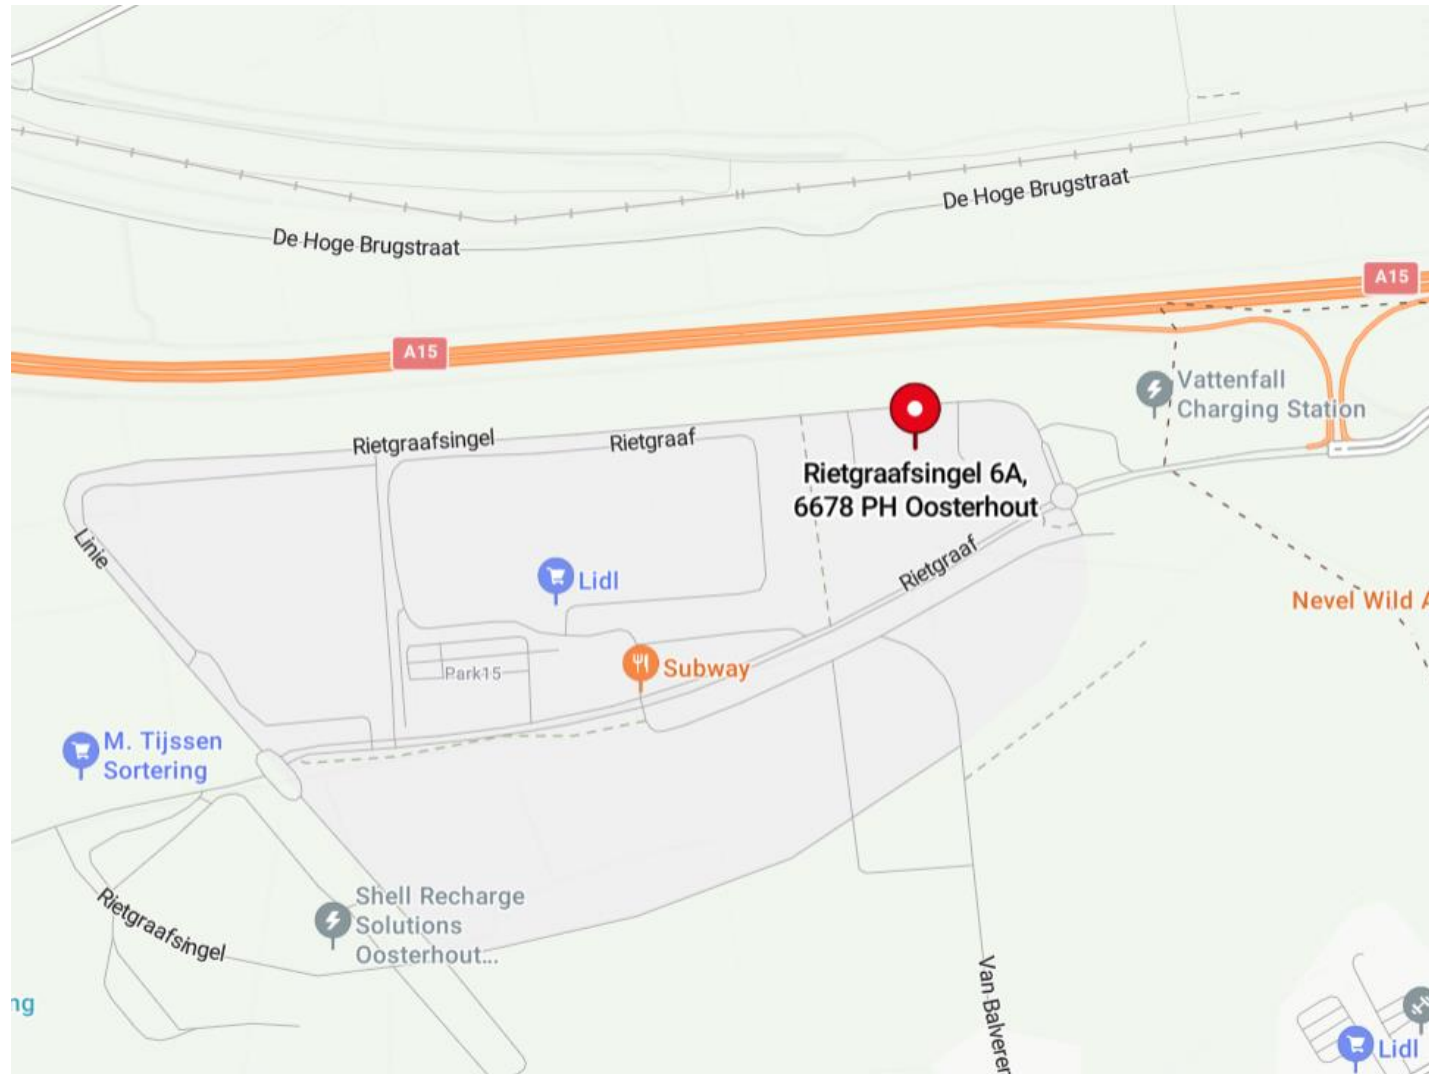 De Hoge Brugstraat
De Hoge Brugstraat
A15
A15
Vattenfall
Charging Station
Rietgraafsingel
Rietgraaf
Rietgraafsingel 6A,
6678 PH Oosterhout
Linie
Rietgraaf
Lidl
Nevel Wild A
Subway
Park15
M. Tijssen
Sortering
Shell Recharge
Solutions
Oosterhout...
Rietgraafsingel
ng
Van-Balveren
Lidl